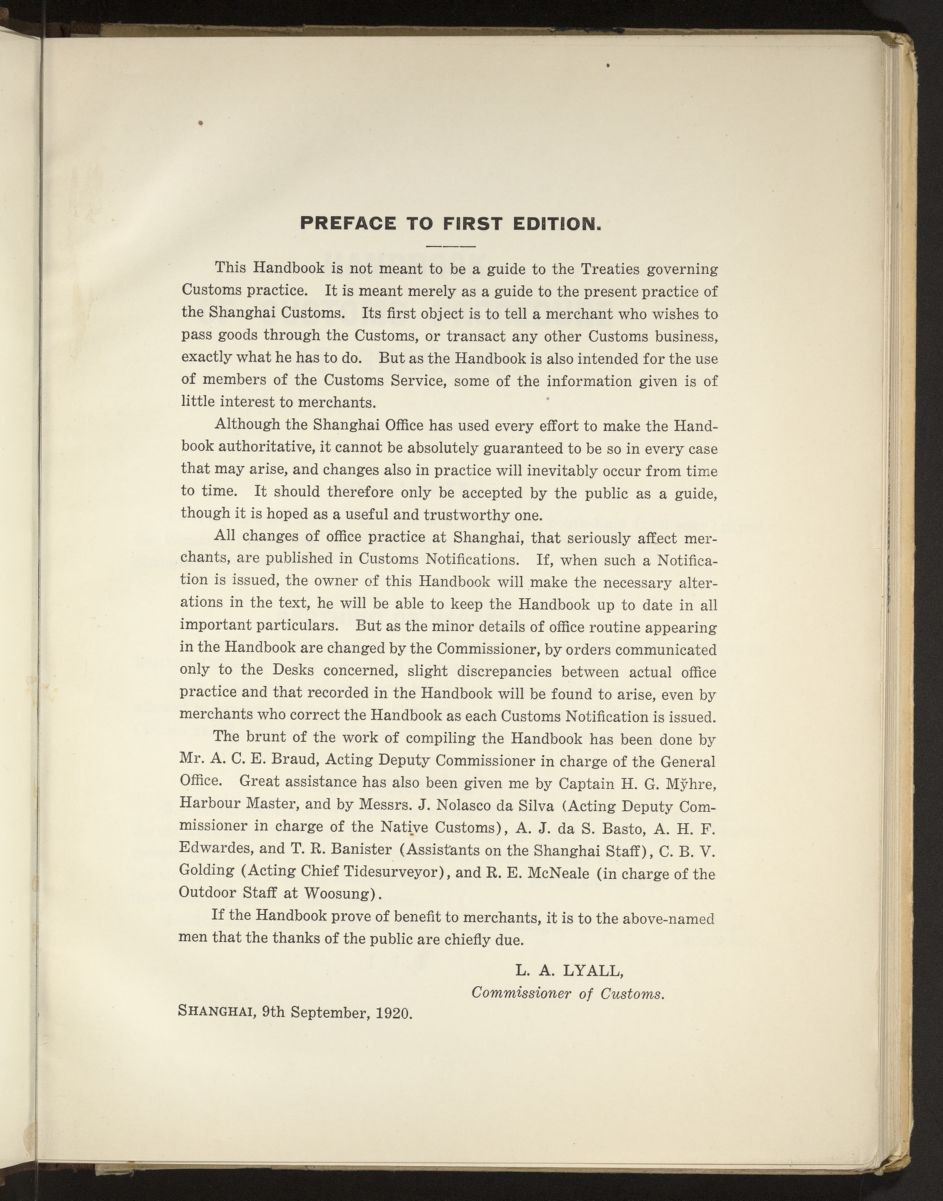 PREFACE TO FIRST EDITION.
This Handbook is not meant to be a guide to the Treaties governing
Customs practice. It is meant merely as a guide to the present practice of
the Shanghai Customs. Its first object is to tell a merchant who wishes to
pass goods through the Customs, or transact any other Customs business,
exactly what he has to do. But as the Handbook is also intended for the use
of members of the Customs Service, some of the information given is of
little interest to merchants.
Although the Shanghai Office has used every effort to make the Hand-
book authoritative, it cannot be absolutely guaranteed to be so in every case
that may arise, and changes also in practice will inevitably occur from time
to time. It should therefore only be accepted by the public as a guide,
though it is hoped as a useful and trustworthy one.
All changes of office practice at Shanghai, that seriously affect mer-
chants, are published in Customs Notifications. If, when such a Notifica-
tion is issued, the owner of this Handbook will make the necessary alter-
ations in the text, he will be able to keep the Handbook up to date in all
important particulars. But as the minor details of office routine appearing
in the Handbook are changed by the Commissioner, by orders communicated
only to the Desks concerned, slight discrepancies between actual office
practice and that recorded in the Handbook will be found to arise, even by
merchants who correct the Handbook as each Customs Notification is issued.
The brunt of the work of compiling the Handbook has been done by
Mr. A. C. E. Braud, Acting Deputy Commissioner in charge of the General
Office. Great assistance has also been given me by Captain H. G. Mÿhre,
Harbour Master, and by Messrs. J. Nolasco da Silva (Acting Deputy Com-
missioner in charge of the Native Customs), A. J. da S. Basto, A. H. F.
Edwardes, and T. R. Banister (Assistants on the Shanghai Staff), C. B. V.
Golding (Acting Chief Tidesurveyor), and R. E. McNeale (in charge of the
Outdoor Staff at Woosung).
If the Handbook prove of benefit to merchants, it is to the above-named
men that the thanks of the public are chiefly due.
L. A. LYALL,
Commissioner of Customs.
SHANGHAI, 9th September, 1920.